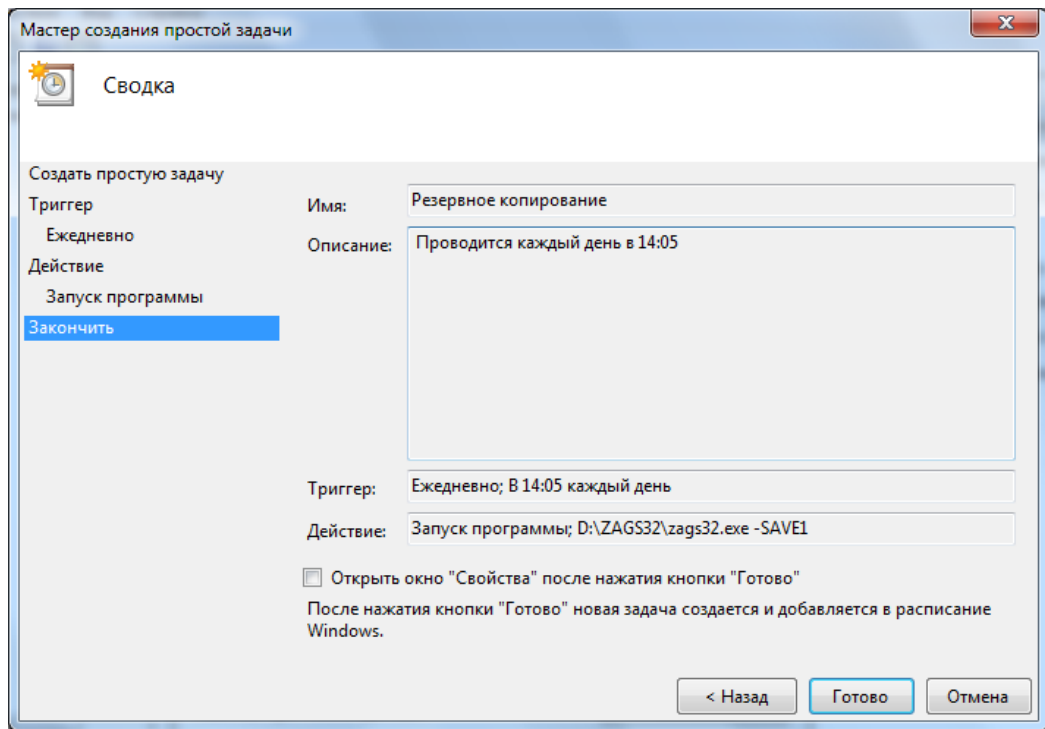 Мастер создания простой задачи
Сводка
Создать простую задачу
Триггер
Ежедневно
Действие
Запуск программы
Закончить
Имя: Резервное копирование
Описание: Проводится каждый день в 14:05
Триггер: Ежедневно; В 14:05 каждый день
Действие: Запуск программы; D:\ZAGS32\zags32.exe -SAVE1
Открыть окно "Свойства" после нажатия кнопки "Готово"
После нажатия кнопки "Готово" новая задача создается и добавляется в расписание
Windows.
< Назад Готово Отмена